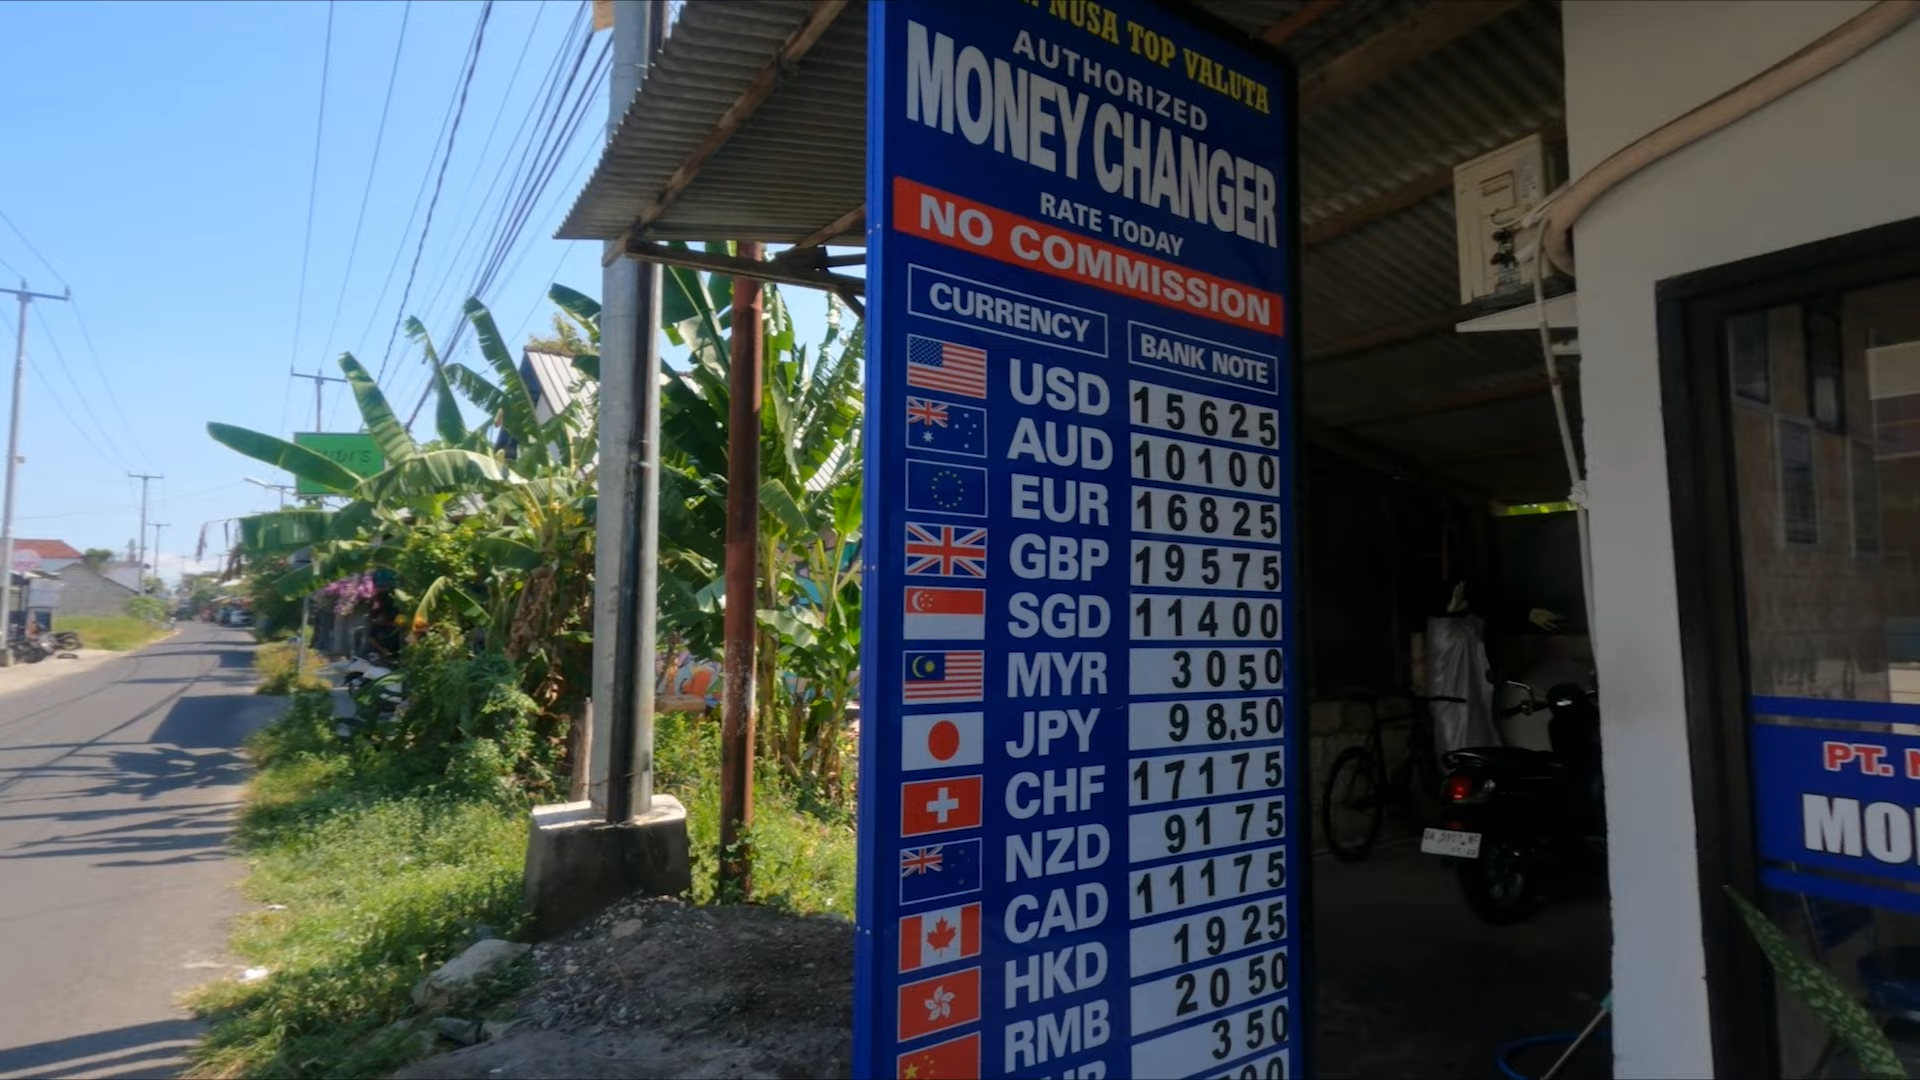 NUSA TOP VALUTA
AUTHORIZED
MONEY CHANGER
RATE TODAY
NO COMMISSION
CURRENCY BANK NOTE
USD 15625
AUD 10100
EUR 16825
GBP 19575
SGD 11400
MYR 3050
JPY 98,50
CHF 17175
NZD 9175
CAD 11175
HKD 1925
RMB 2050
350
PT.